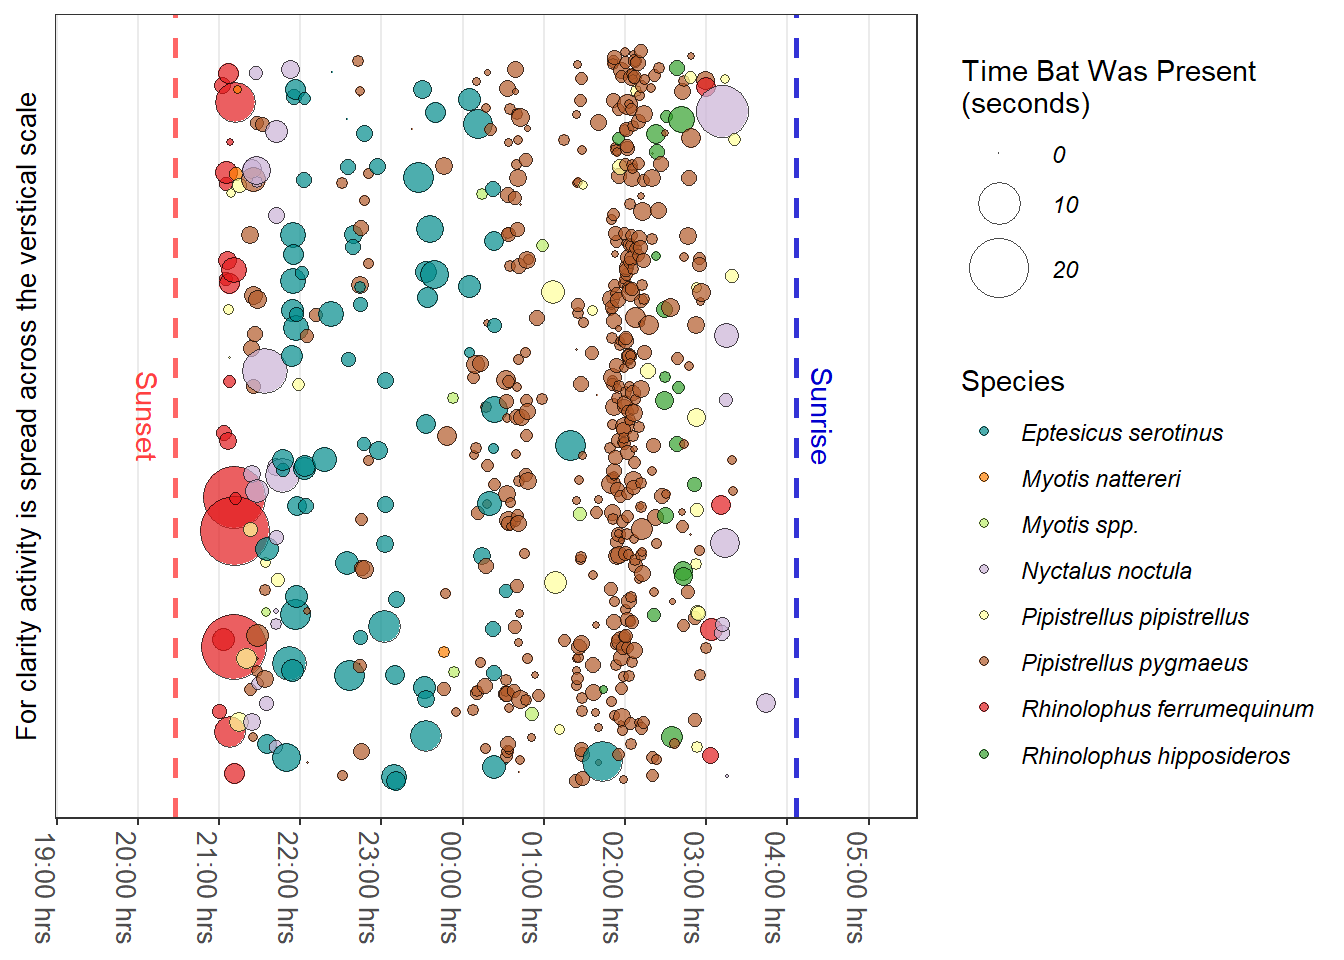 For clarity activity is spread across the verstical scale
Sunset
Sunrise
19:00 hrs
20:00 hrs
21:00 hrs
22:00 hrs
23:00 hrs
00:00 hrs
01:00 hrs
02:00 hrs
03:00 hrs
04:00 hrs
05:00 hrs
Time Bat Was Present
(seconds)
0
10
20
Species
Eptesicus serotinus
Myotis nattereri
Myotis spp.
Nyctalus noctula
Pipistrellus pipistrellus
Pipistrellus pygmaeus
Rhinolophus ferrumequinum
Rhinolophus hipposideros